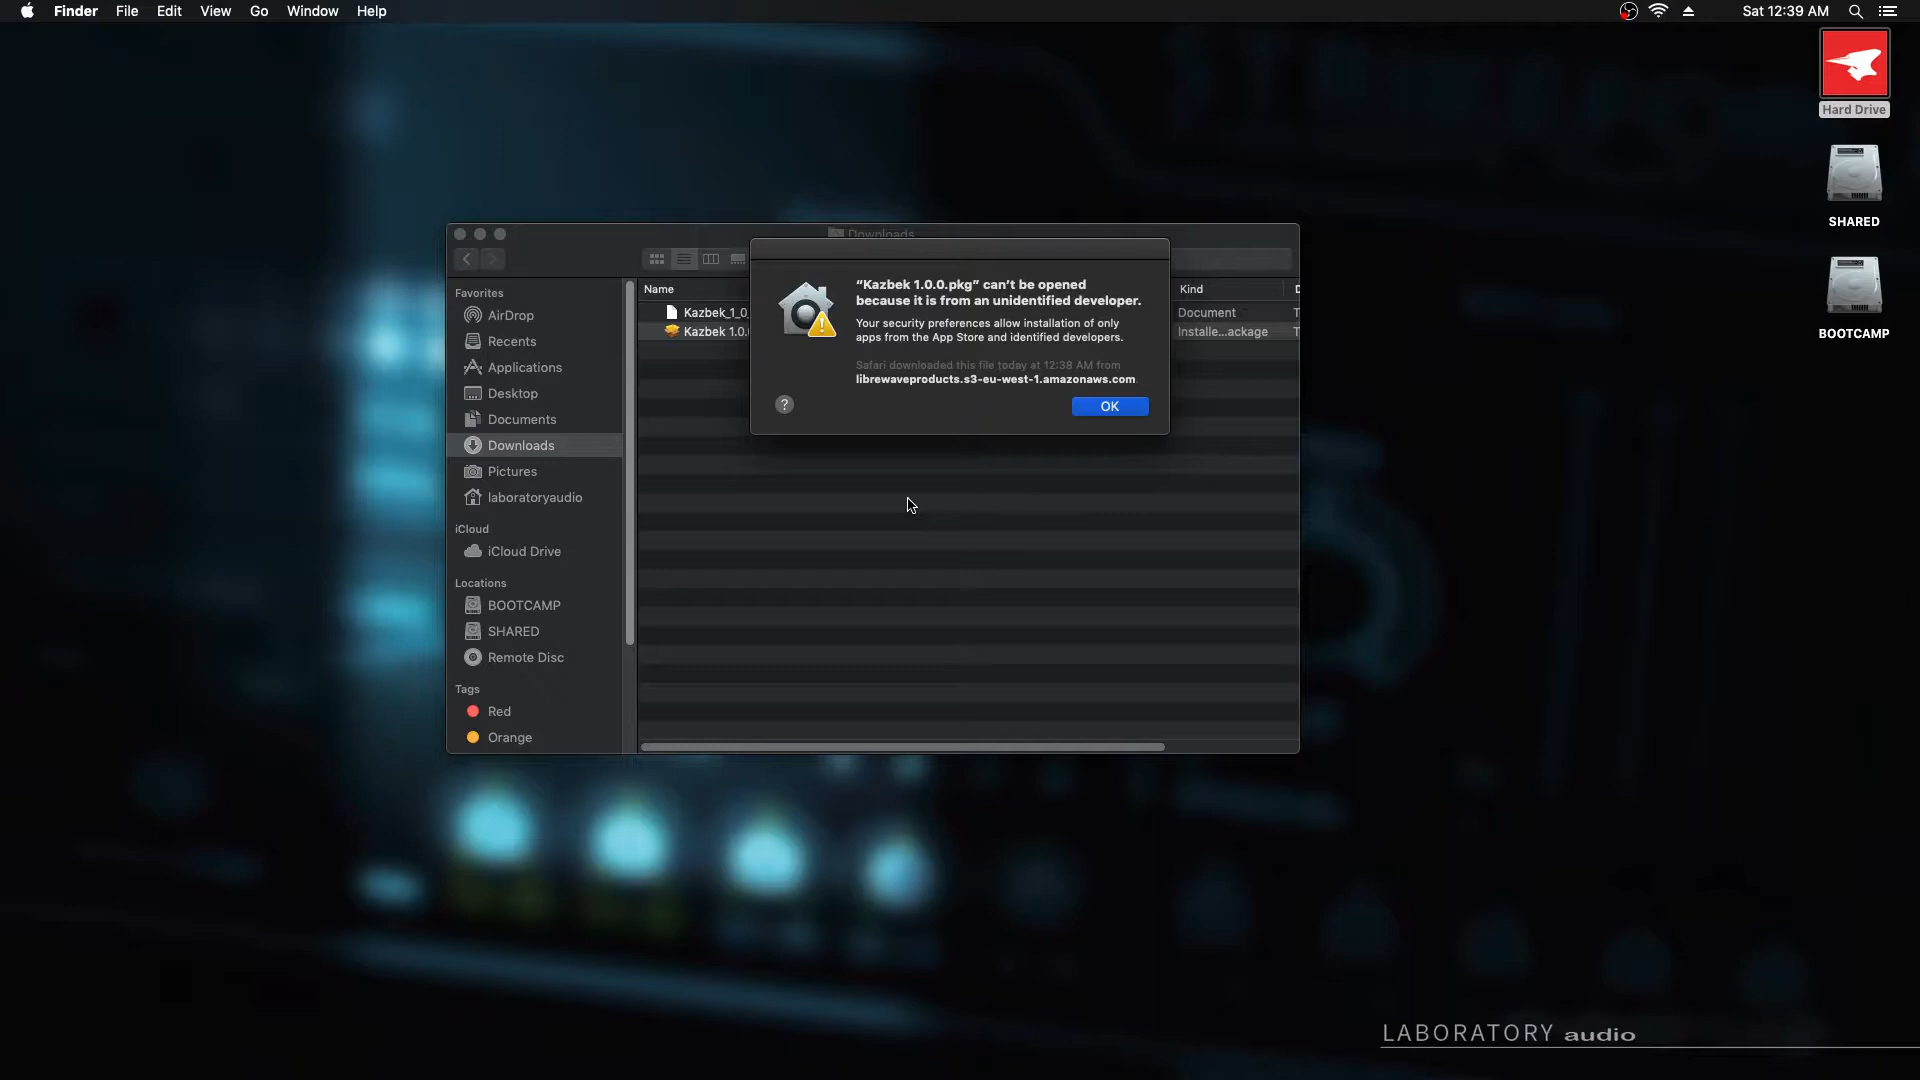 Finder File Edit View Go Window Help
Sat 12:39 AM
Hard Drive
SHARED
BOOTCAMP
Downloads
Favorites
AirDrop
Recents
Applications
Desktop
Documents
Downloads
Pictures
laboratoryaudio
iCloud
iCloud Drive
Locations
BOOTCAMP
SHARED
Remote Disc
Tags
Red
Orange
Name
Kind
Kazbek_1_0_
Document
Kazbek 1.0.
Installe...ackage
“Kazbek 1.0.0.pkg” can’t be opened
because it is from an unidentified developer.
Your security preferences allow installation of only
apps from the App Store and identified developers.
Safari downloaded this file today at 12:38 AM from
librewaveproducts.s3-eu-west-1.amazonaws.com
?
OK
LABORATORY audio